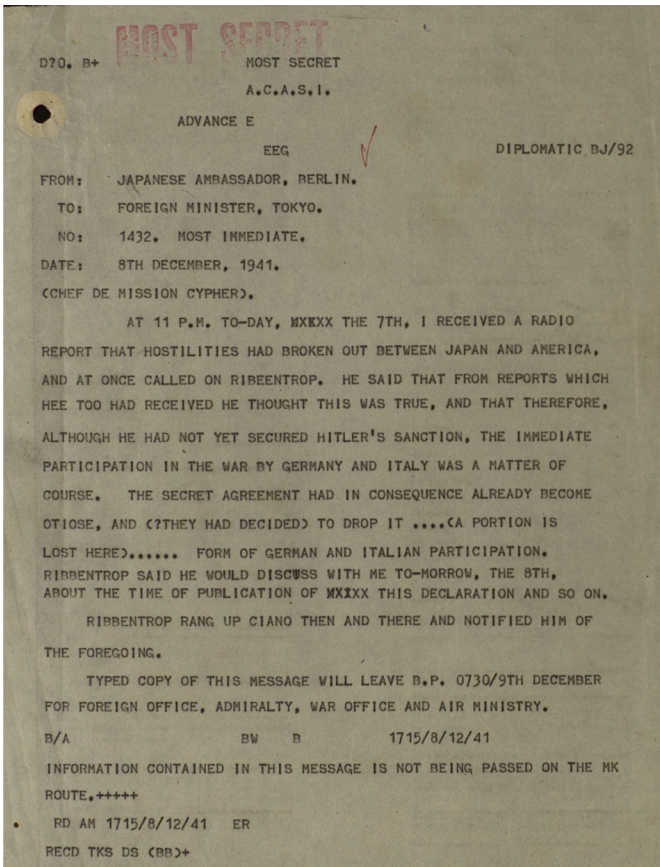 MOST SECRET
D?O. B+ MOST SECRET
A.C.A.S.I.
ADVANCE E
EEG DIPLOMATIC BJ/92
FROM: JAPANESE AMBASSADOR, BERLIN.
TO: FOREIGN MINISTER, TOKYO.
NO: 1432. MOST IMMEDIATE.
DATE: 8TH DECEMBER, 1941.
(CHEF DE MISSION CYPHER).
AT 11 P.M. TO-DAY, MXEXX THE 7TH, I RECEIVED A RADIO
REPORT THAT HOSTILITIES HAD BROKEN OUT BETWEEN JAPAN AND AMERICA,
AND AT ONCE CALLED ON RIBEENTROP. HE SAID THAT FROM REPORTS WHICH
HEE TOO HAD RECEIVED HE THOUGHT THIS WAS TRUE, AND THAT THEREFORE,
ALTHOUGH HE HAD NOT YET SECURED HITLER'S SANCTION, THE IMMEDIATE
PARTICIPATION IN THE WAR BY GERMANY AND ITALY WAS A MATTER OF
COURSE. THE SECRET AGREEMENT HAD IN CONSEQUENCE ALREADY BECOME
OTIOSE, AND (?THEY HAD DECIDED) TO DROP IT ....(A PORTION IS
LOST HERE)...... FORM OF GERMAN AND ITALIAN PARTICIPATION.
RIBBENTROP SAID HE WOULD DISCUSS WITH ME TO-MORROW, THE 8TH,
ABOUT THE TIME OF PUBLICATION OF MXIXX THIS DECLARATION AND SO ON.
RIBBENTROP RANG UP CIANO THEN AND THERE AND NOTIFIED HIM OF
THE FOREGOING.
TYPED COPY OF THIS MESSAGE WILL LEAVE B.P. 0730/9TH DECEMBER
FOR FOREIGN OFFICE, ADMIRALTY, WAR OFFICE AND AIR MINISTRY.
B/A BW B 1715/8/12/41
INFORMATION CONTAINED IN THIS MESSAGE IS NOT BEING PASSED ON THE MK
ROUTE.+++++
RD AM 1715/8/12/41 ER
RECD TKS DS (BB)+